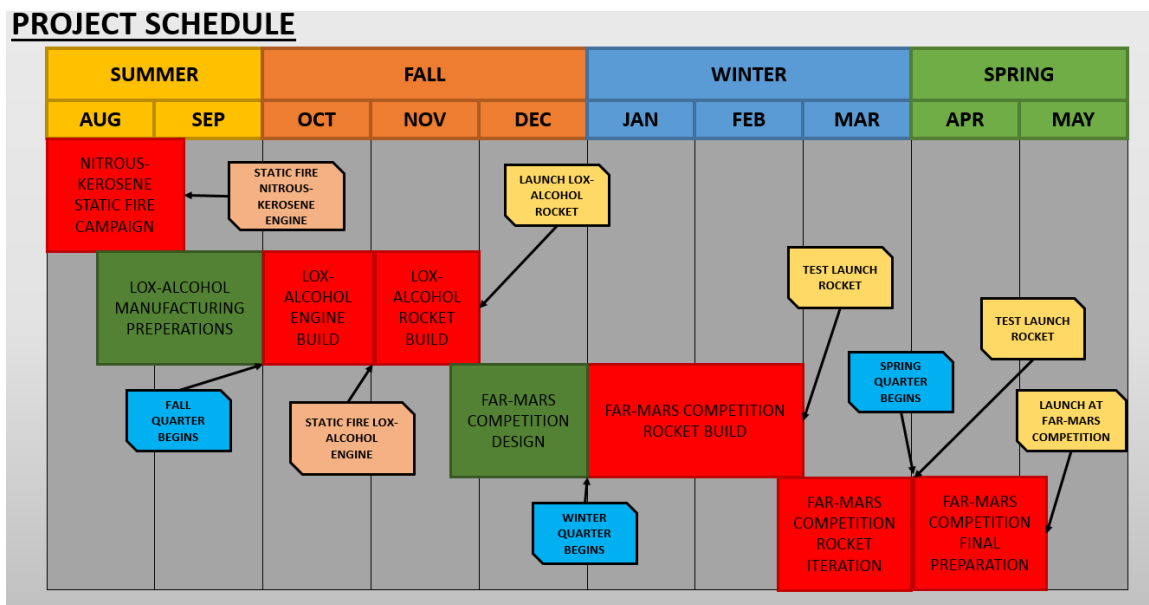 PROJECT SCHEDULE
SUMMER FALL WINTER SPRING
AUG SEP OCT NOV DEC JAN FEB MAR APR MAY
NITROUS-
KEROSENE
STATIC FIRE
CAMPAIGN
STATIC FIRE
NITROUS-
KEROSENE
ENGINE
LAUNCH LOX-
ALCOHOL
ROCKET
LOX-ALCOHOL
MANUFACTURING
PREPERATIONS
LOX-
ALCOHOL
ENGINE
BUILD
LOX-
ALCOHOL
ROCKET
BUILD
TEST LAUNCH
ROCKET
TEST LAUNCH
ROCKET
FALL
QUARTER
BEGINS
STATIC FIRE LOX-
ALCOHOL
ENGINE
FAR-MARS
COMPETITION
DESIGN
FAR-MARS COMPETITION
ROCKET BUILD
SPRING
QUARTER
BEGINS
LAUNCH AT
FAR-MARS
COMPETITION
WINTER
QUARTER
BEGINS
FAR-MARS
COMPETITION
ROCKET
ITERATION
FAR-MARS
COMPETITION
FINAL
PREPARATION